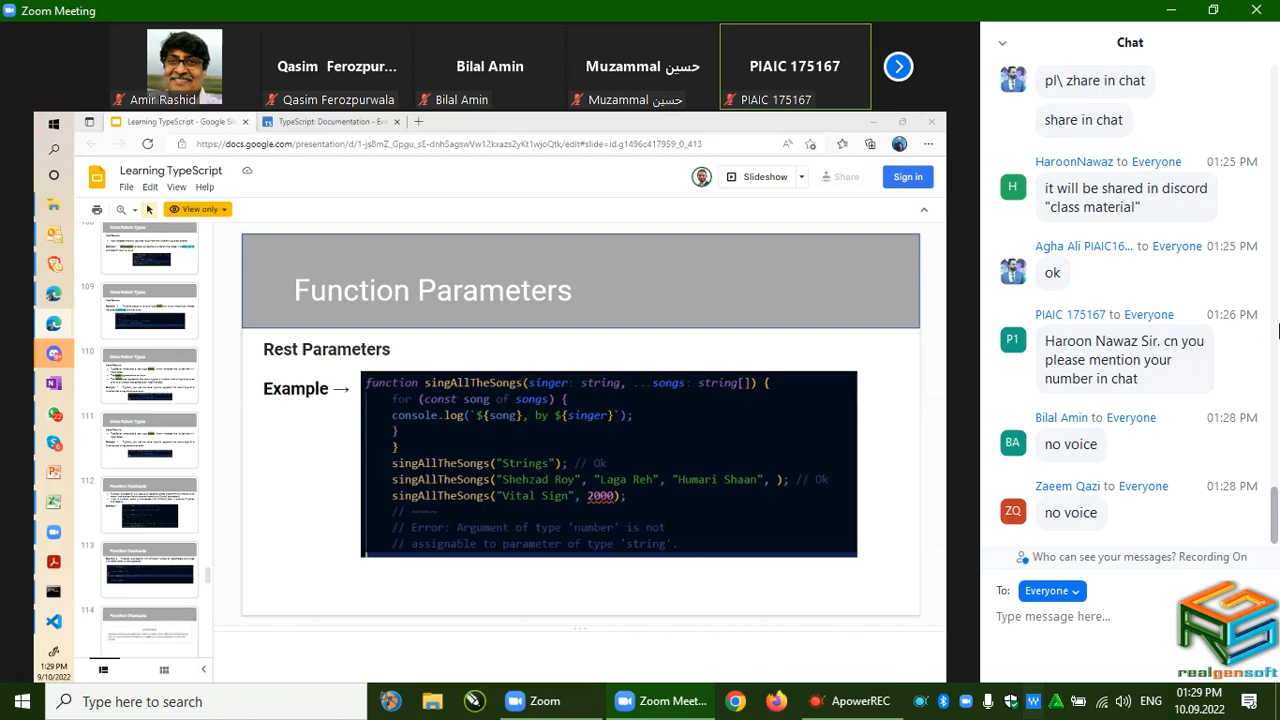 Zoom Meeting
Amir Rashid
Qasim Ferozpur...
Qasim Ferozpurwala
Bilal Amin
Bilal Amin
Muzammal حسین
Muzammal حسین
PIAIC 175167
PIAIC 175167
Learning TypeScript - Google Sli
TypeScript: Documentation - Eve
https://docs.google.com/presentation/d/1-js8mZ_Gpgu_sE-dnhSagswVw12kxazs2yKt1wjoQtk/edit#slide=id.g1496c417959_0_413
Learning TypeScript
File Edit View Help
Slideshow
Share
Sign in
View only
109
110
111
112
113
114
Function Parameters
Rest Parameters
Example
function singAllTheSongs(singer: string, ...songs: string[]) {
for (const song of songs) {
console.log(`${song}, by ${singer}`);
}
}
singAllTheSongs("Strings"); // Ok
singAllTheSongs("Shehzad Roy", "Laga Reh", "Humari Shaan", ); // Ok
singAllTheSongs("Vital Sign", 2000);
// ~~~~
// Error: Argument of type 'number' is not
// assignable to parameter of type 'string'.
1:29 PM
9/10/2022
Chat
pl\ zhare in chat
share in chat
HaroonNawaz to Everyone 01:25 PM
H
it will be shared in discord
"class material"
Agha Ali PIAIC16... to Everyone 01:25 PM
ok
PIAIC 175167 to Everyone 01:26 PM
P1
Haroon Nawaz Sir. cn you
please mention your
number in chat
Bilal Amin to Everyone 01:28 PM
BA
no voice
Zaeem Qazi to Everyone 01:28 PM
ZQ
no voice
Who can see your messages? Recording On
To: Everyone
Type message here...
realgensoft
Type here to search
Zoom
Zoom Meet...
ApowerREC
ENG
01:29 PM
10.09.2022